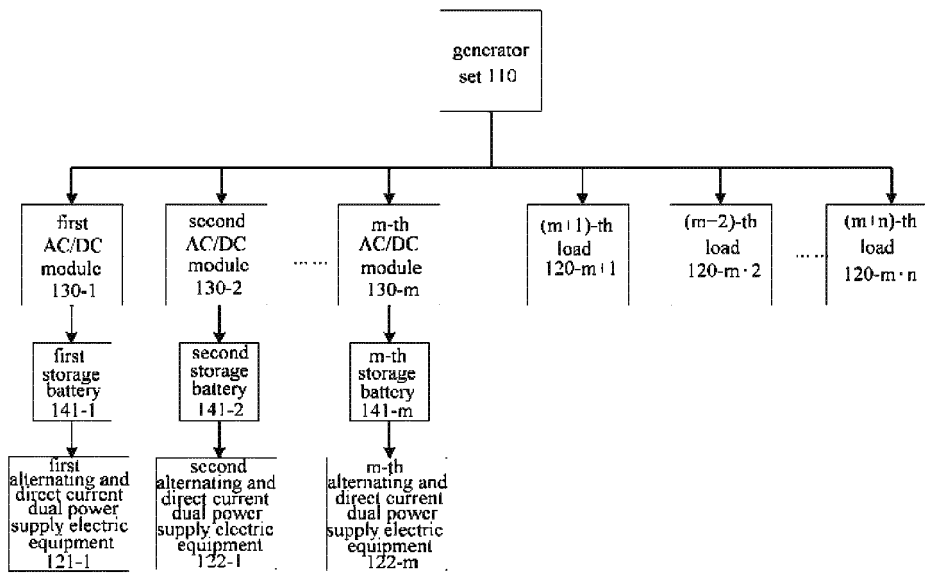 generator
set 110
first
AC/DC
module
130-1
second
AC/DC
module
130-2
......
m-th
AC/DC
module
130-m
(m+1)-th
load
120-m+1
(m-2)-th
load
120-m·2
......
(m+n)-th
load
120-m·n
first
storage
battery
141-1
second
storage
battery
141-2
m-th
storage
battery
141-m
first
alternating and
direct current
dual power
supply electric
equipment
121-1
second
alternating and
direct current
dual power
supply electric
equipment
122-1
m-th
alternating and
direct current
dual power
supply electric
equipment
122-m